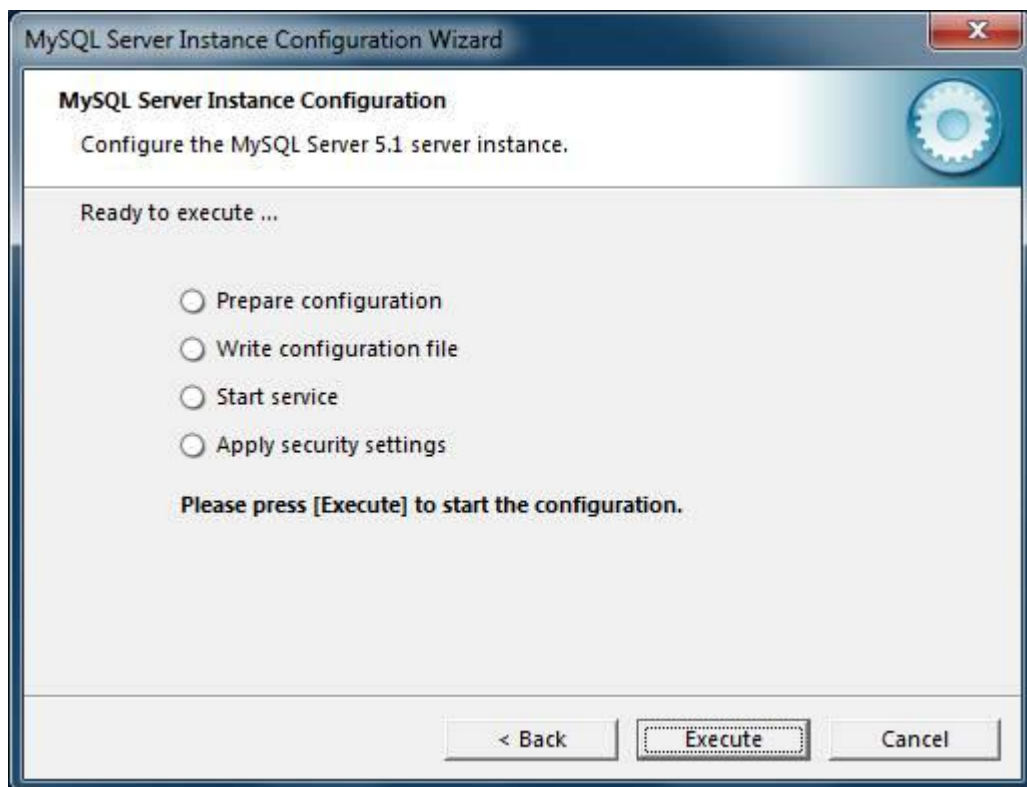 MySQL Server Instance Configuration Wizard
MySQL Server Instance Configuration
Configure the MySQL Server 5.1 server instance.
Ready to execute ...
Prepare configuration
Write configuration file
Start service
Apply security settings
Please press [Execute] to start the configuration.
< Back Execute Cancel